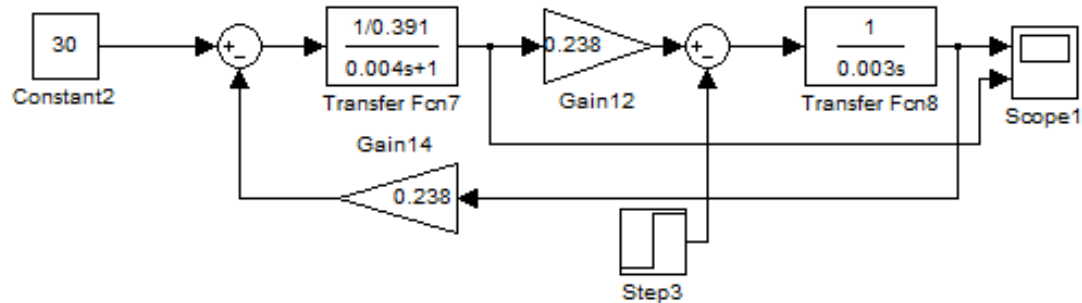 30
Constant2
+
−
1/0.391
0.004s+1
Transfer Fcn7
0.238
Gain12
+
−
1
0.003s
Transfer Fcn8
Scope1
Gain14
0.238
Step3